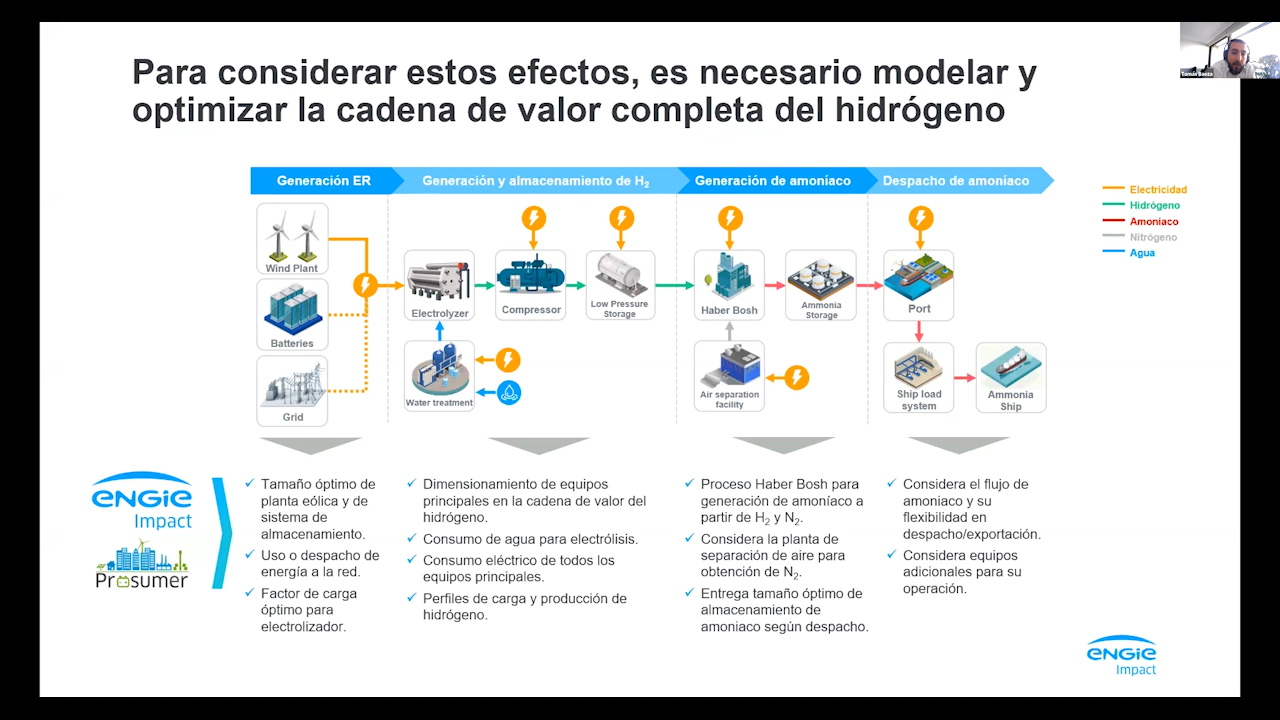 Para considerar estos efectos, es necesario modelar y
optimizar la cadena de valor completa del hidrógeno
Tomás Baeza
Generación ER
Generación y almacenamiento de H₂
Generación de amoníaco
Despacho de amoníaco
Electricidad
Hidrógeno
Amoníaco
Nitrógeno
Agua
Wind Plant
Batteries
Grid
Electrolyzer
Compressor
Low Pressure
Storage
Water treatment
Haber Bosh
Ammonia
Storage
Air separation
facility
Port
Ship load
system
Ammonia
Ship
ENGIE
Impact
Prosumer
✓ Tamaño óptimo de
planta eólica y de
sistema de
almacenamiento.
✓ Uso o despacho de
energía a la red.
✓ Factor de carga
óptimo para
electrolizador.
✓ Dimensionamiento de equipos
principales en la cadena de valor del
hidrógeno.
✓ Consumo de agua para electrólisis.
✓ Consumo eléctrico de todos los
equipos principales.
✓ Perfiles de carga y producción de
hidrógeno.
✓ Proceso Haber Bosh para
generación de amoníaco a
partir de H₂ y N₂.
✓ Considera la planta de
separación de aire para
obtención de N₂.
✓ Entrega tamaño óptimo de
almacenamiento de
amoniaco según despacho.
✓ Considera el flujo de
amoniaco y su
flexibilidad en
despacho/exportación.
✓ Considera equipos
adicionales para su
operación.
ENGIE
Impact